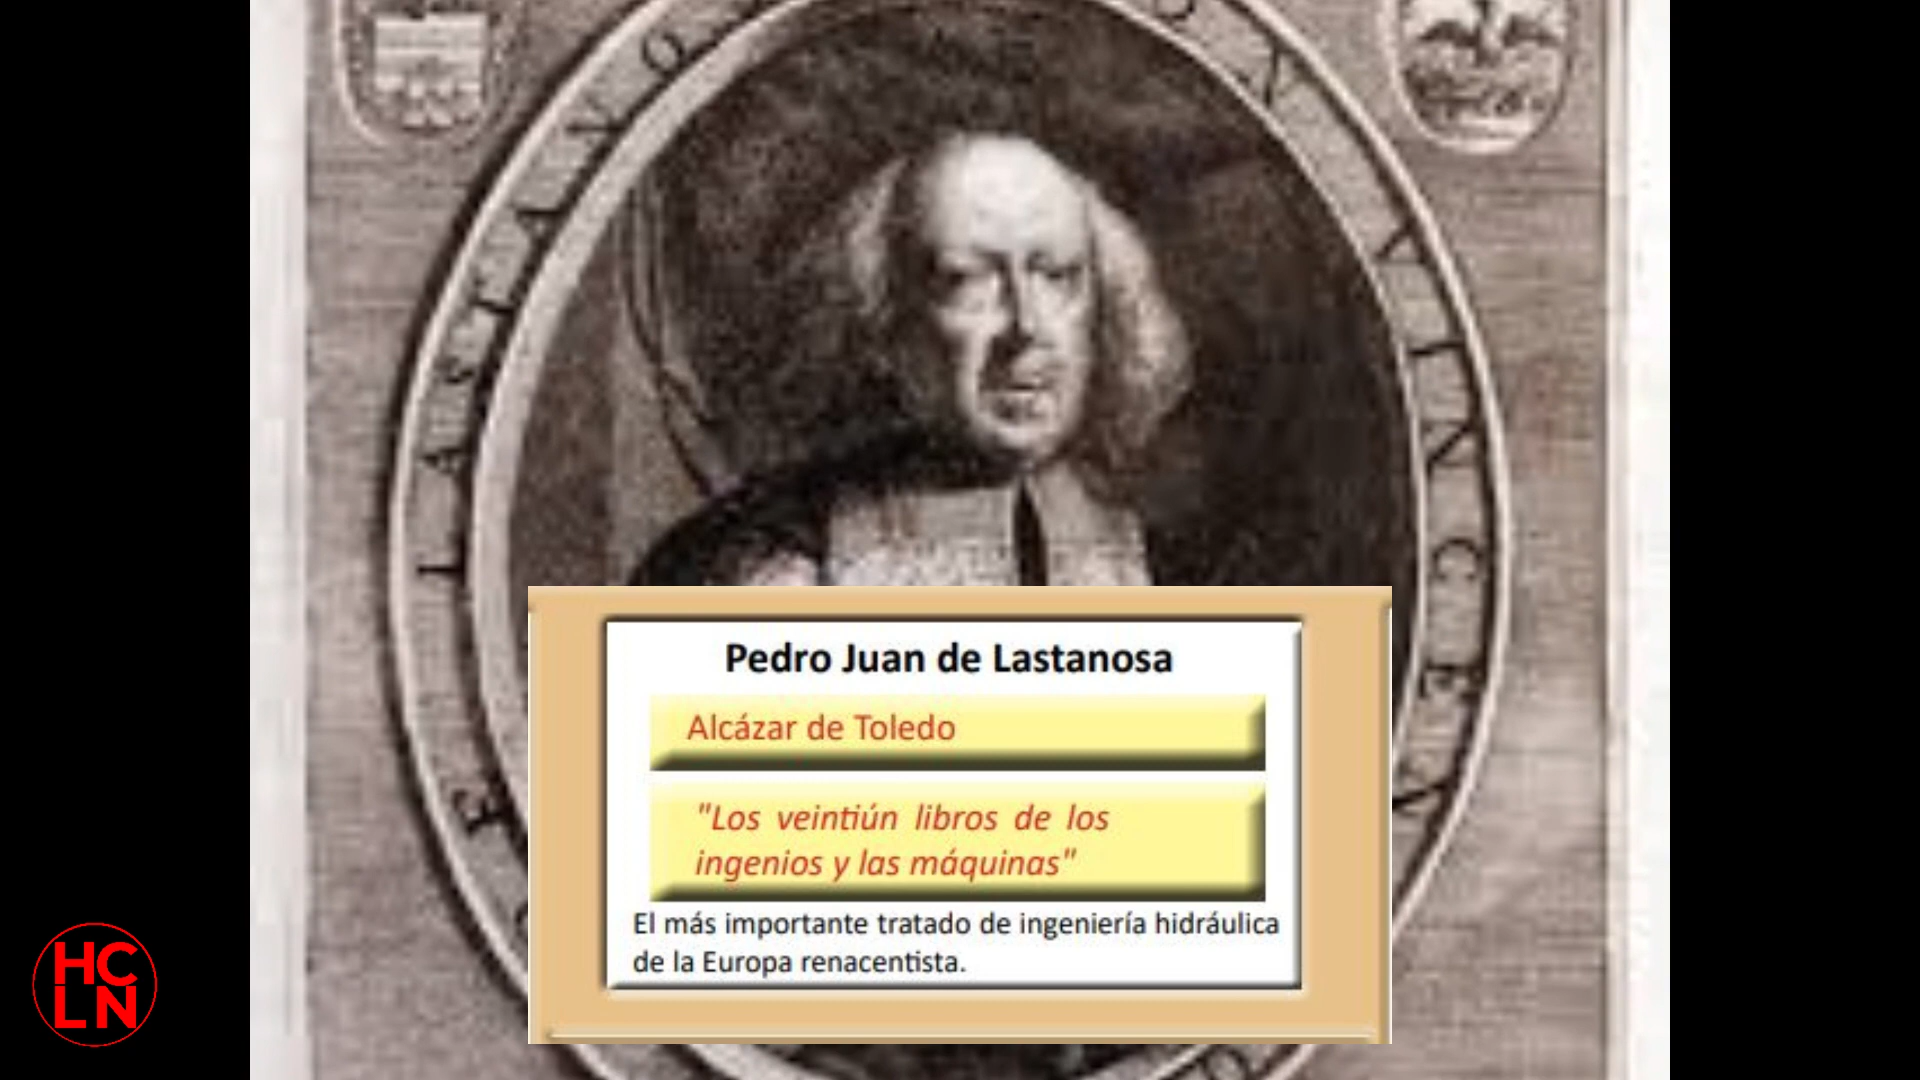 Pedro Juan de Lastanosa
Alcázar de Toledo
"Los veintiún libros de los
ingenios y las máquinas"
El más importante tratado de ingeniería hidráulica
de la Europa renacentista.
HC
LN